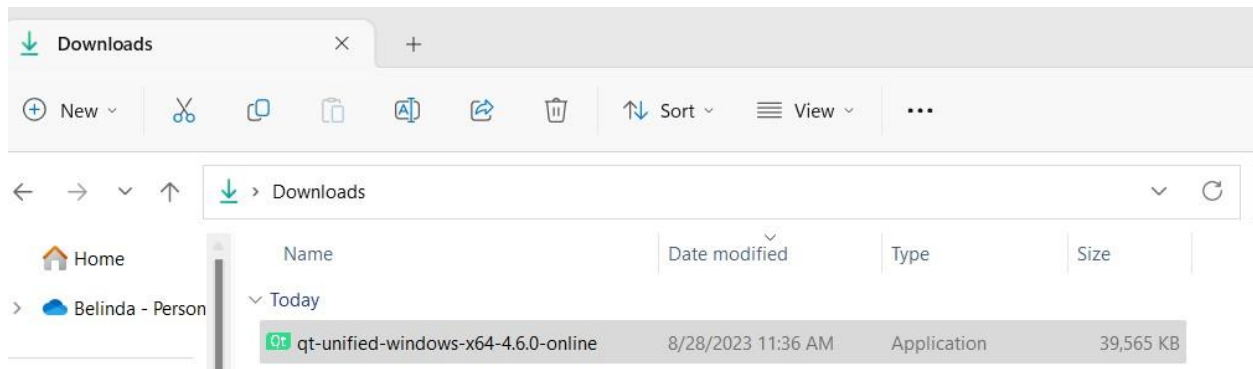 Downloads
New Sort View
Downloads
Home Name Date modified Type Size
Belinda - Person Today
Qt qt-unified-windows-x64-4.6.0-online 8/28/2023 11:36 AM Application 39,565 KB